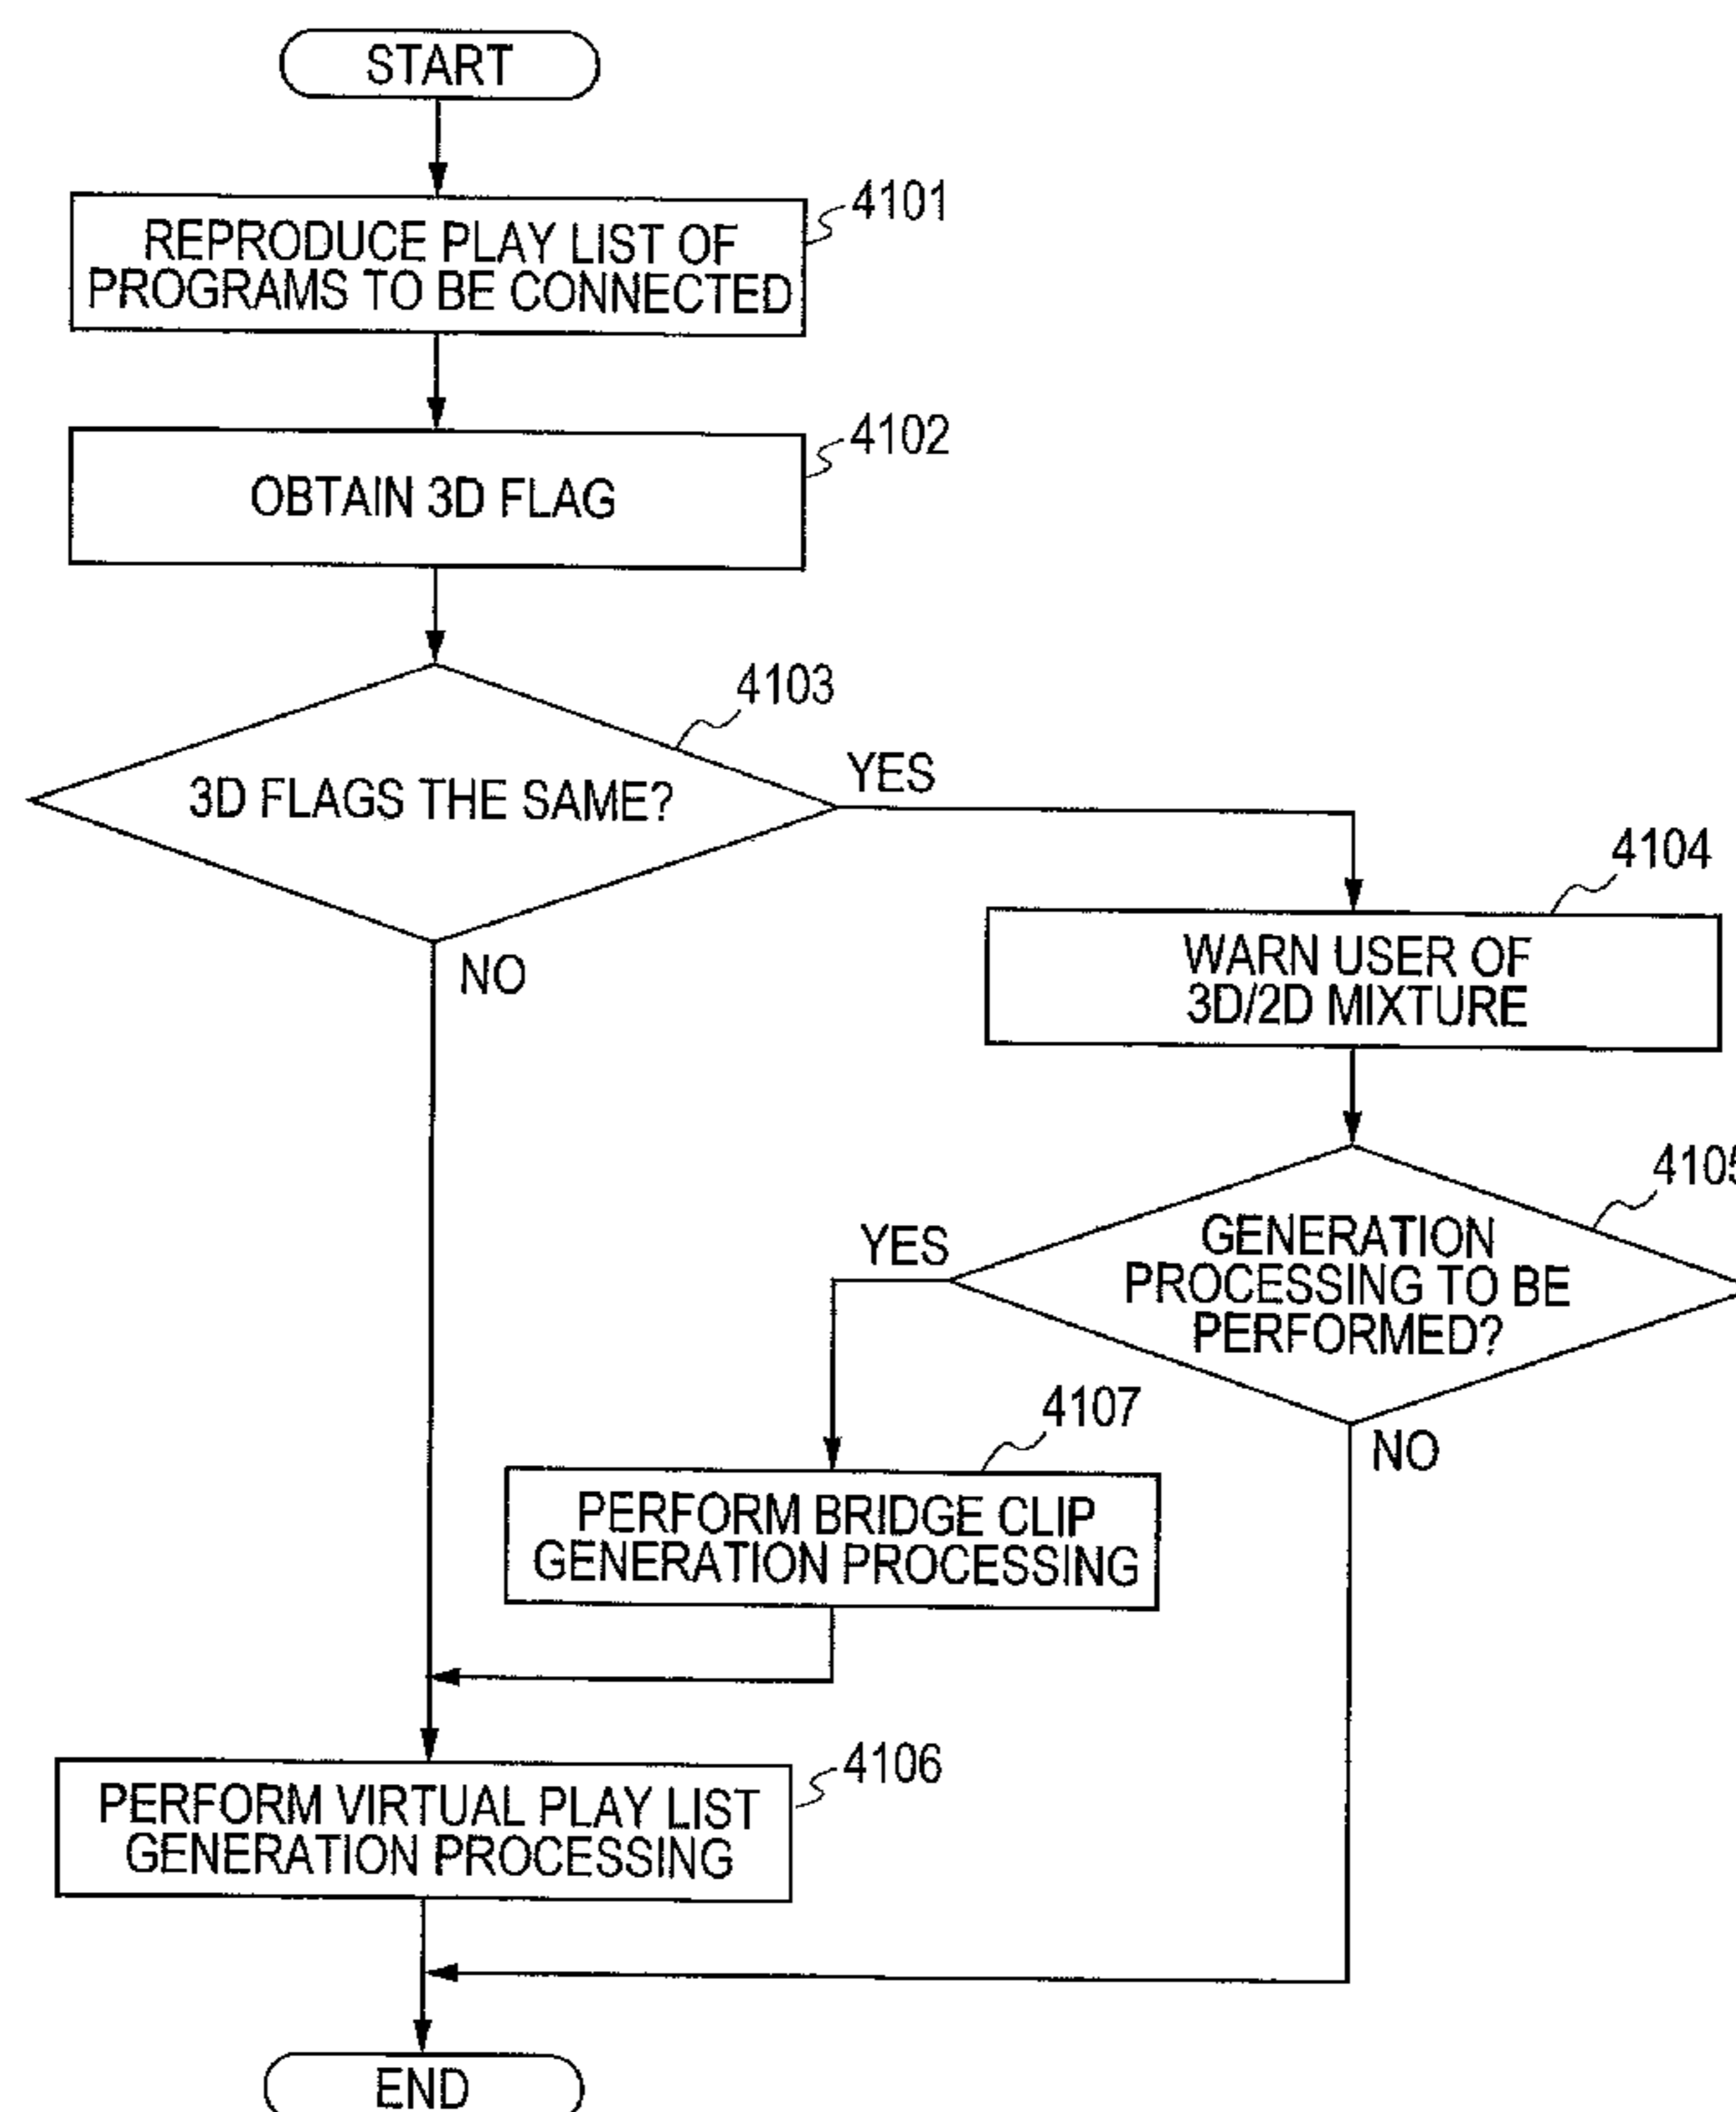 START
4101
REPRODUCE PLAY LIST OF
PROGRAMS TO BE CONNECTED
4102
OBTAIN 3D FLAG
4103
3D FLAGS THE SAME?
YES
NO
4104
WARN USER OF
3D/2D MIXTURE
4105
GENERATION
PROCESSING TO BE
PERFORMED?
YES
NO
4107
PERFORM BRIDGE CLIP
GENERATION PROCESSING
4106
PERFORM VIRTUAL PLAY LIST
GENERATION PROCESSING
END